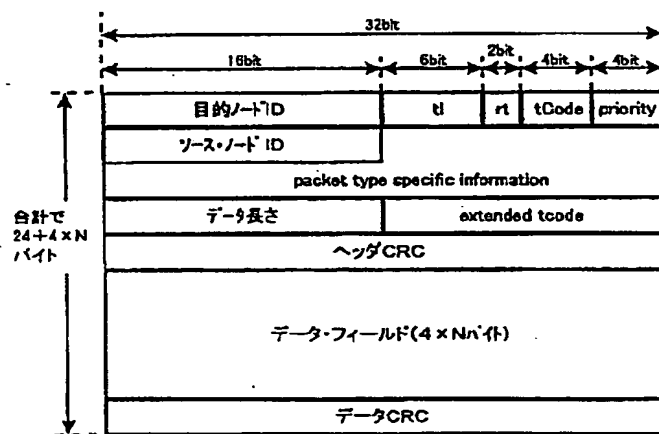 32bit
16bit 6bit 2bit 4bit 4bit
目的ノードID tl rt tCode priority
ソース・ノードID
packet type specific information
データ長さ extended tcode
ヘッダCRC
合計で
24+4×N
バイト
データ・フィールド(4×Nバイト)
データCRC